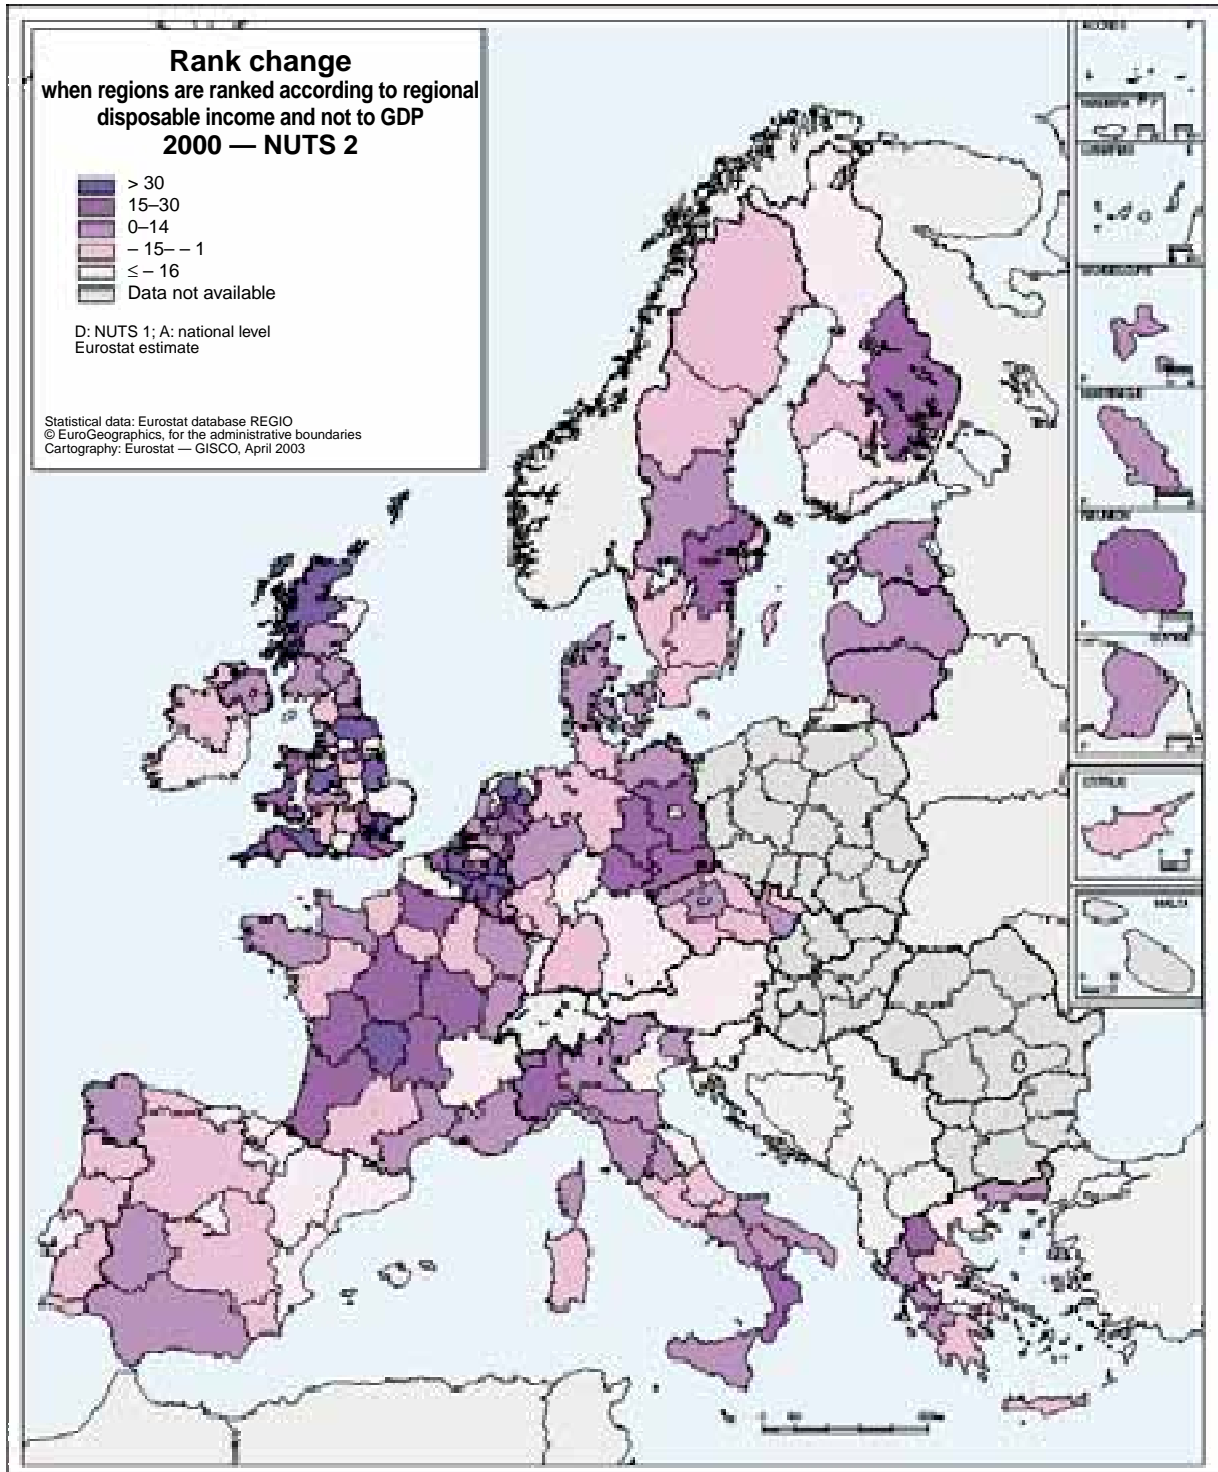 Rank change
when regions are ranked according to regional
disposable income and not to GDP
2000 — NUTS 2
> 30
15–30
0–14
– 15– – 1
≤ – 16
Data not available
D: NUTS 1; A: national level
Eurostat estimate
Statistical data: Eurostat database REGIO
© EuroGeographics, for the administrative boundaries
Cartography: Eurostat — GISCO, April 2003
CYPRUS